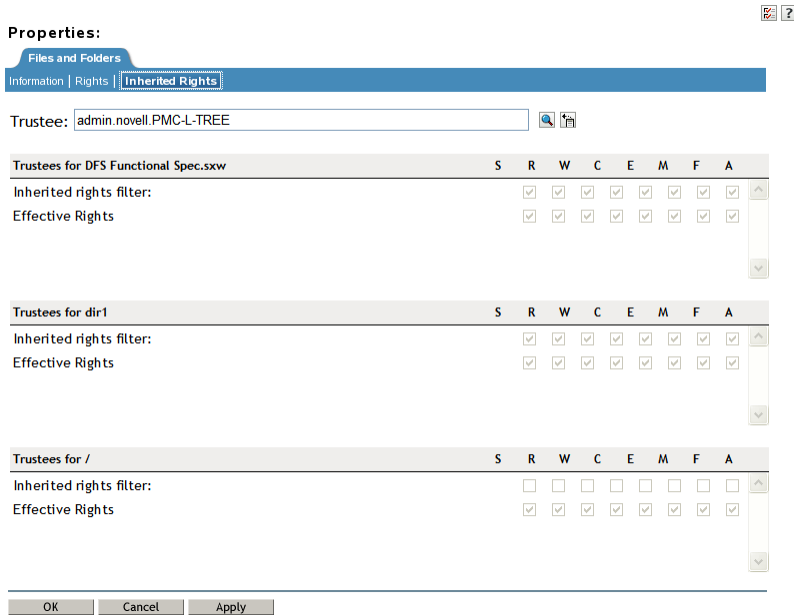 ?
Properties:
Files and Folders
Information | Rights | Inherited Rights
Trustee: admin.novell.PMC-L-TREE
Trustees for DFS Functional Spec.sxw S R W C E M F A
Inherited rights filter:
Effective Rights
Trustees for dir1 S R W C E M F A
Inherited rights filter:
Effective Rights
Trustees for / S R W C E M F A
Inherited rights filter:
Effective Rights
OK Cancel Apply